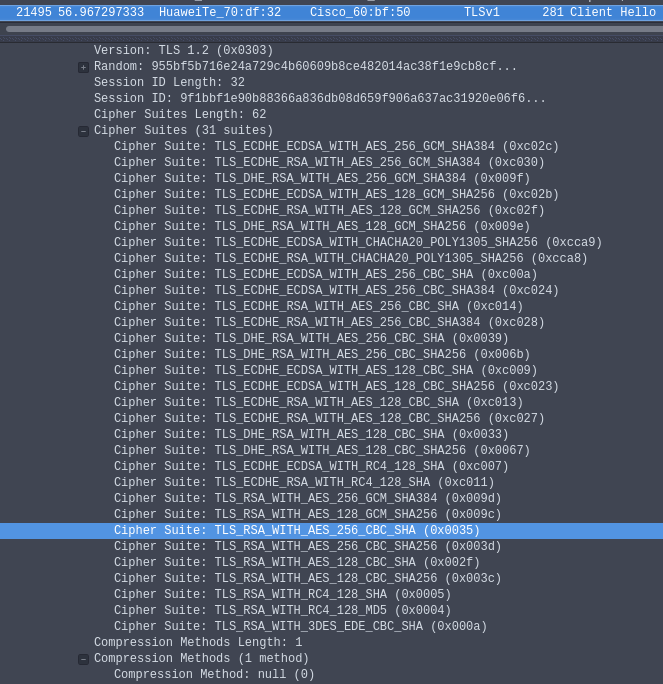 21495 56.967297333 HuaweiTe_70:df:32 Cisco_60:bf:50 TLSv1 281 Client Hello
Version: TLS 1.2 (0x0303)
Random: 955bf5b716e24a729c4b60609b8ce482014ac38f1e9cb8cf...
Session ID Length: 32
Session ID: 9f1bbf1e90b88366a836db08d659f906a637ac31920e06f6...
Cipher Suites Length: 62
Cipher Suites (31 suites)
Cipher Suite: TLS_ECDHE_ECDSA_WITH_AES_256_GCM_SHA384 (0xc02c)
Cipher Suite: TLS_ECDHE_RSA_WITH_AES_256_GCM_SHA384 (0xc030)
Cipher Suite: TLS_DHE_RSA_WITH_AES_256_GCM_SHA384 (0x009f)
Cipher Suite: TLS_ECDHE_ECDSA_WITH_AES_128_GCM_SHA256 (0xc02b)
Cipher Suite: TLS_ECDHE_RSA_WITH_AES_128_GCM_SHA256 (0xc02f)
Cipher Suite: TLS_DHE_RSA_WITH_AES_128_GCM_SHA256 (0x009e)
Cipher Suite: TLS_ECDHE_ECDSA_WITH_CHACHA20_POLY1305_SHA256 (0xcca9)
Cipher Suite: TLS_ECDHE_RSA_WITH_CHACHA20_POLY1305_SHA256 (0xcca8)
Cipher Suite: TLS_ECDHE_ECDSA_WITH_AES_256_CBC_SHA (0xc00a)
Cipher Suite: TLS_ECDHE_ECDSA_WITH_AES_256_CBC_SHA384 (0xc024)
Cipher Suite: TLS_ECDHE_RSA_WITH_AES_256_CBC_SHA (0xc014)
Cipher Suite: TLS_ECDHE_RSA_WITH_AES_256_CBC_SHA384 (0xc028)
Cipher Suite: TLS_DHE_RSA_WITH_AES_256_CBC_SHA (0x0039)
Cipher Suite: TLS_DHE_RSA_WITH_AES_256_CBC_SHA256 (0x006b)
Cipher Suite: TLS_ECDHE_ECDSA_WITH_AES_128_CBC_SHA (0xc009)
Cipher Suite: TLS_ECDHE_ECDSA_WITH_AES_128_CBC_SHA256 (0xc023)
Cipher Suite: TLS_ECDHE_RSA_WITH_AES_128_CBC_SHA (0xc013)
Cipher Suite: TLS_ECDHE_RSA_WITH_AES_128_CBC_SHA256 (0xc027)
Cipher Suite: TLS_DHE_RSA_WITH_AES_128_CBC_SHA (0x0033)
Cipher Suite: TLS_DHE_RSA_WITH_AES_128_CBC_SHA256 (0x0067)
Cipher Suite: TLS_ECDHE_ECDSA_WITH_RC4_128_SHA (0xc007)
Cipher Suite: TLS_ECDHE_RSA_WITH_RC4_128_SHA (0xc011)
Cipher Suite: TLS_RSA_WITH_AES_256_GCM_SHA384 (0x009d)
Cipher Suite: TLS_RSA_WITH_AES_128_GCM_SHA256 (0x009c)
Cipher Suite: TLS_RSA_WITH_AES_256_CBC_SHA (0x0035)
Cipher Suite: TLS_RSA_WITH_AES_256_CBC_SHA256 (0x003d)
Cipher Suite: TLS_RSA_WITH_AES_128_CBC_SHA (0x002f)
Cipher Suite: TLS_RSA_WITH_AES_128_CBC_SHA256 (0x003c)
Cipher Suite: TLS_RSA_WITH_RC4_128_SHA (0x0005)
Cipher Suite: TLS_RSA_WITH_RC4_128_MD5 (0x0004)
Cipher Suite: TLS_RSA_WITH_3DES_EDE_CBC_SHA (0x000a)
Compression Methods Length: 1
Compression Methods (1 method)
Compression Method: null (0)